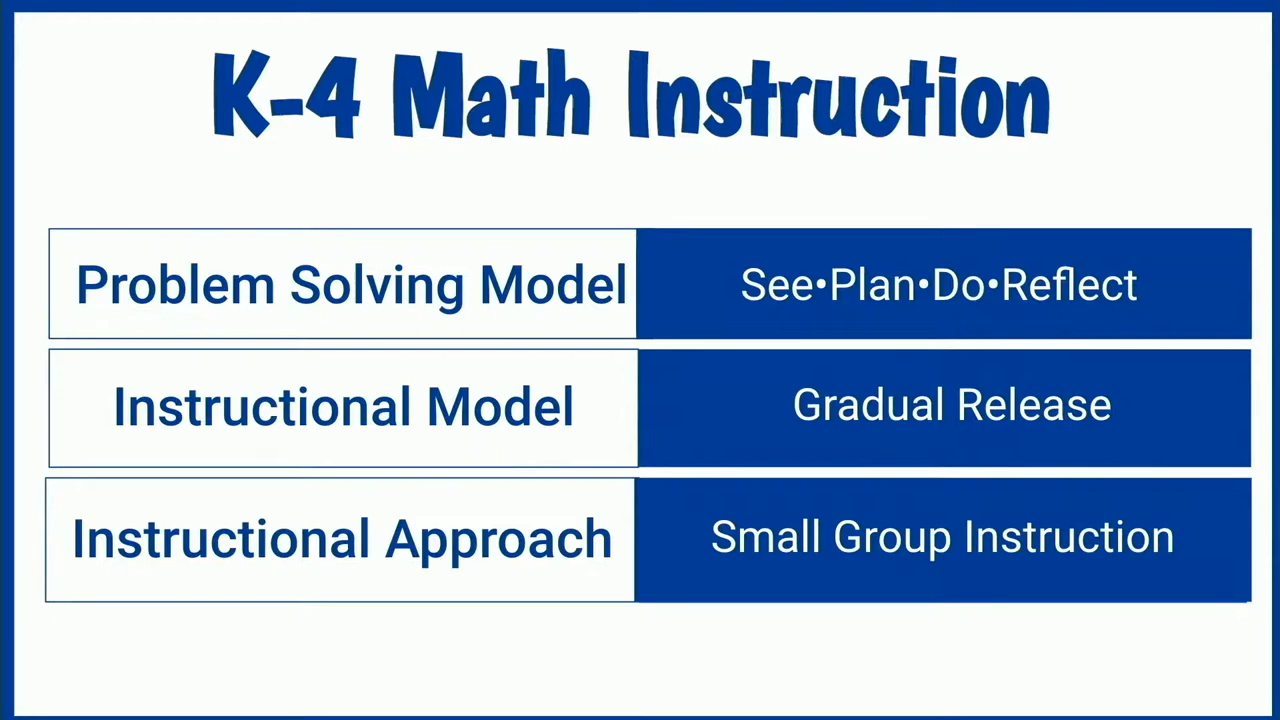 K-4 Math Instruction
Problem Solving Model
See•Plan•Do•Reflect
Instructional Model
Gradual Release
Instructional Approach
Small Group Instruction